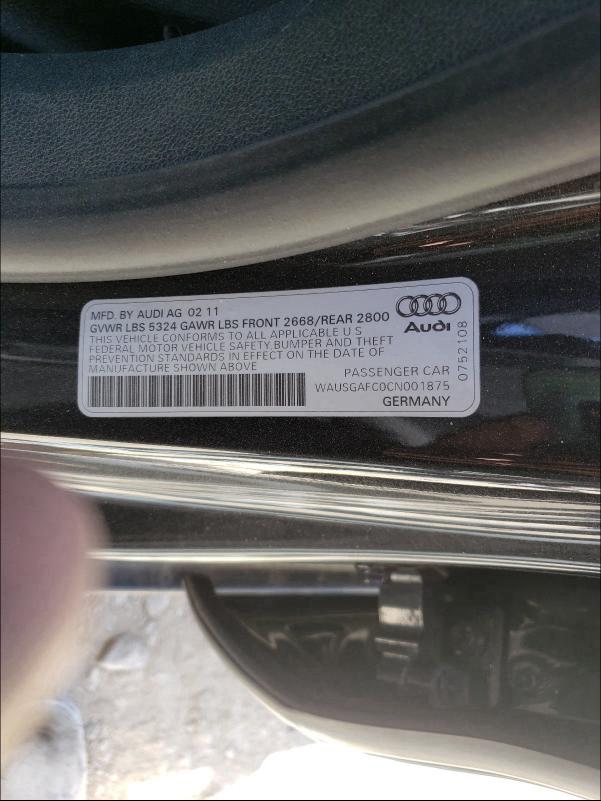 MFD. BY AUDI AG 02 11
GVWR LBS 5324 GAWR LBS FRONT 2668/REAR 2800
THIS VEHICLE CONFORMS TO ALL APPLICABLE U S
FEDERAL MOTOR VEHICLE SAFETY,BUMPER AND THEFT
PREVENTION STANDARDS IN EFFECT ON THE DATE OF
MANUFACTURE SHOWN ABOVE
PASSENGER CAR
WAUSGAFC0CN001875
GERMANY
Audi
0752108